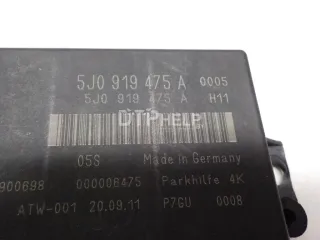 5J0 919 475 A 0005
5J0 919 475 A H11
DTPHELP
05S Made in Germany
900698 000006475 Parkhilfe 4K
ATW-001 20.09.11 P7GU 0008